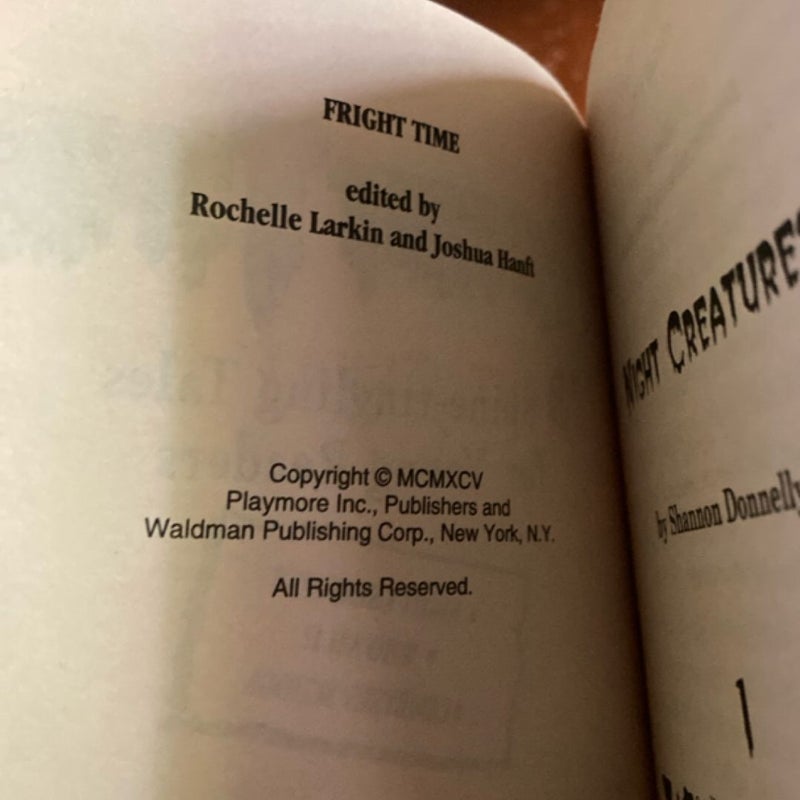 FRIGHT TIME
edited by
Rochelle Larkin and Joshua Hanft
Copyright © MCMXCV
Playmore Inc., Publishers and
Waldman Publishing Corp., New York, N.Y.
All Rights Reserved.
NIGHT CREATURES
by Shannon Donnelly
1